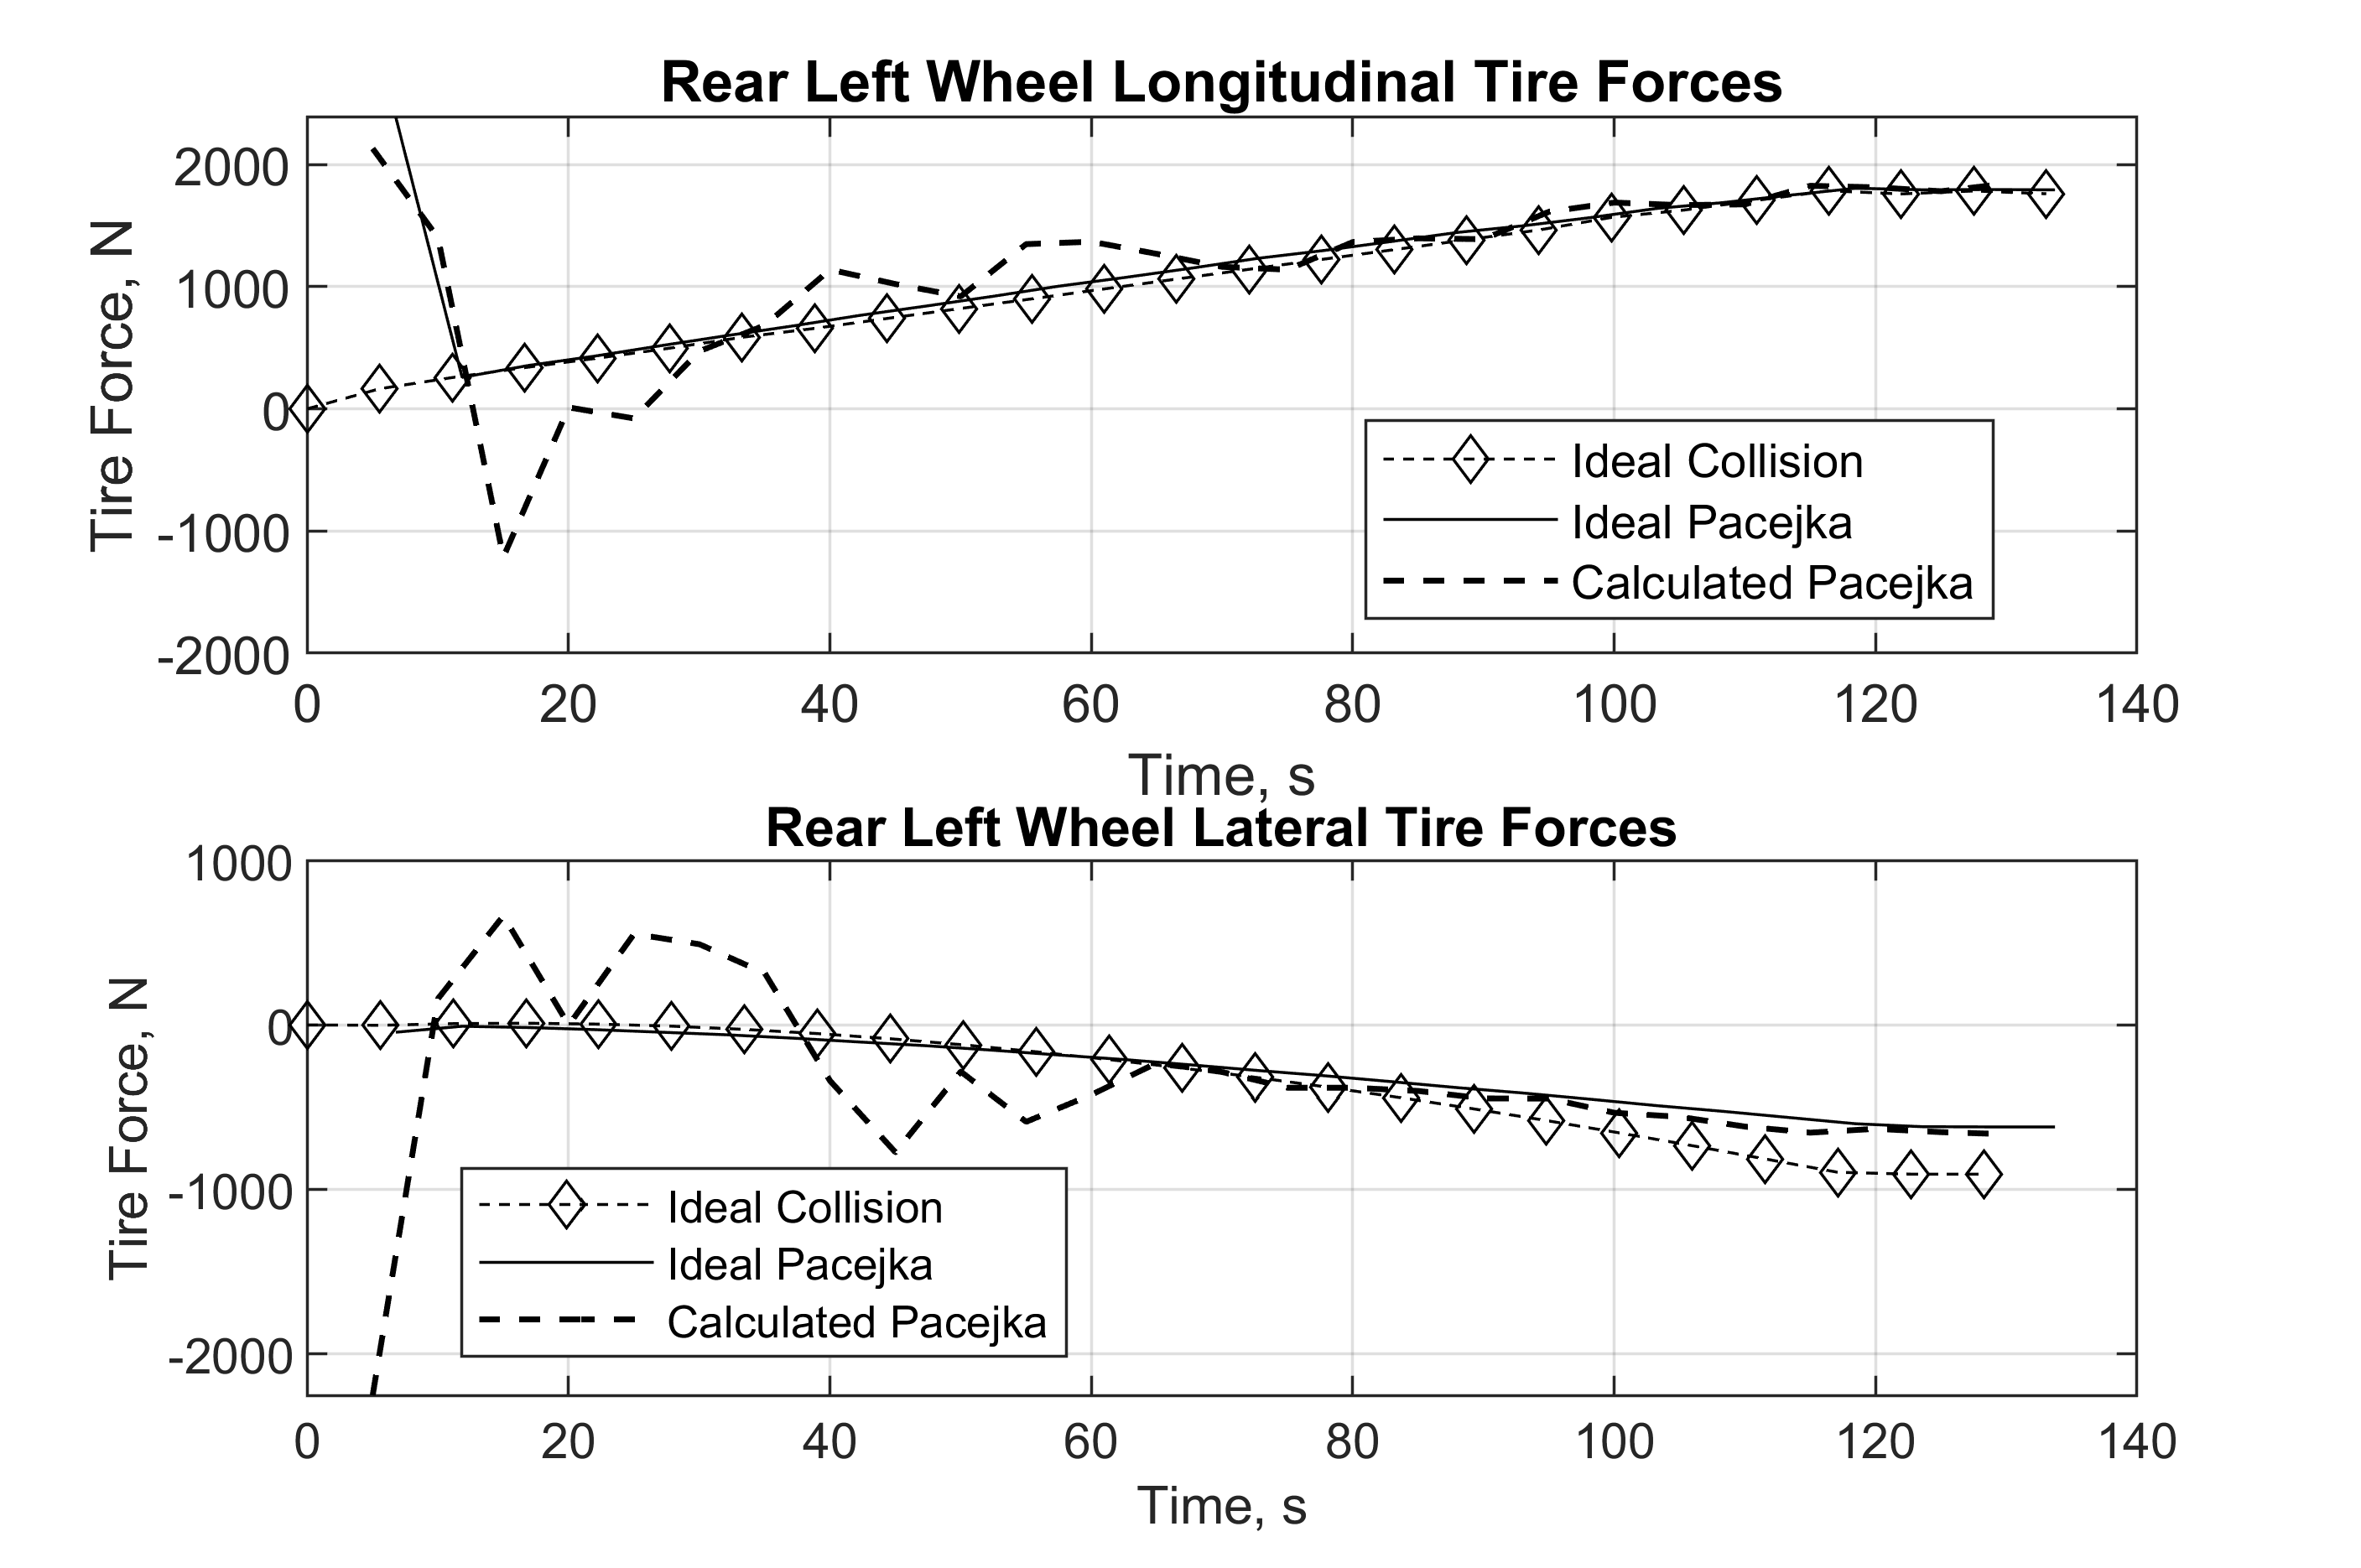 Rear Left Wheel Longitudinal Tire Forces
Tire Force, N
2000
1000
0
-1000
-2000
Ideal Collision
Ideal Pacejka
Calculated Pacejka
0 20 40 60 80 100 120 140
Time, s
Rear Left Wheel Lateral Tire Forces
Tire Force, N
1000
0
-1000
-2000
Ideal Collision
Ideal Pacejka
Calculated Pacejka
0 20 40 60 80 100 120 140
Time, s